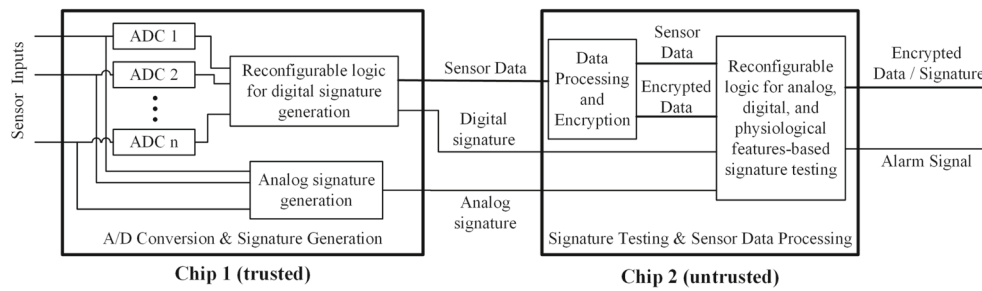 Sensor Inputs
ADC 1
ADC 2
ADC n
Reconfigurable logic
for digital signature
generation
Analog signature
generation
A/D Conversion & Signature Generation
Chip 1 (trusted)
Sensor Data
Digital
signature
Analog
signature
Data
Processing
and
Encryption
Sensor
Data
Encrypted
Data
Reconfigurable
logic for analog,
digital, and
physiological
features-based
signature testing
Signature Testing & Sensor Data Processing
Chip 2 (untrusted)
Encrypted
Data / Signature
Alarm Signal